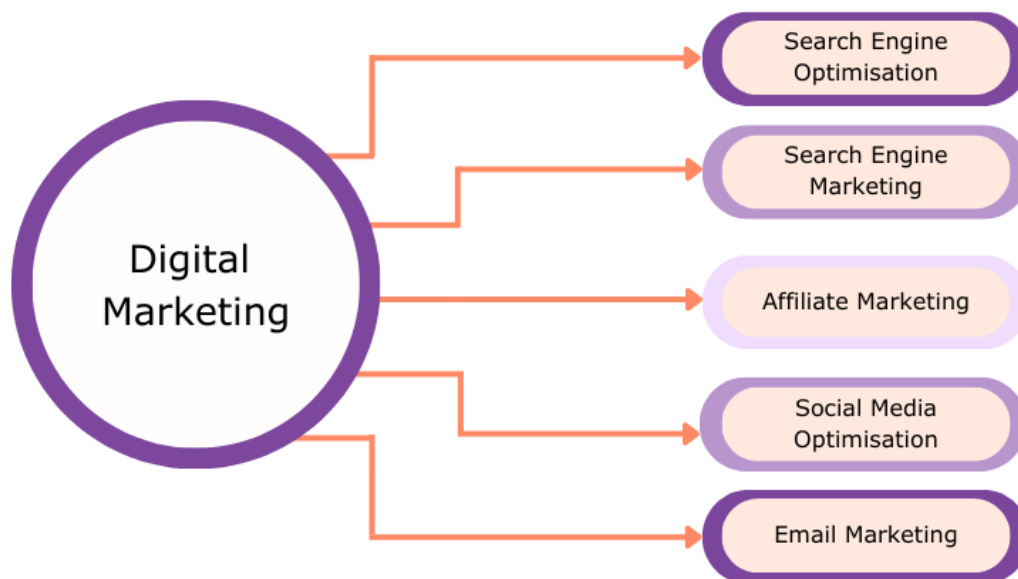 Digital
Marketing
Search Engine
Optimisation
Search Engine
Marketing
Affiliate Marketing
Social Media
Optimisation
Email Marketing